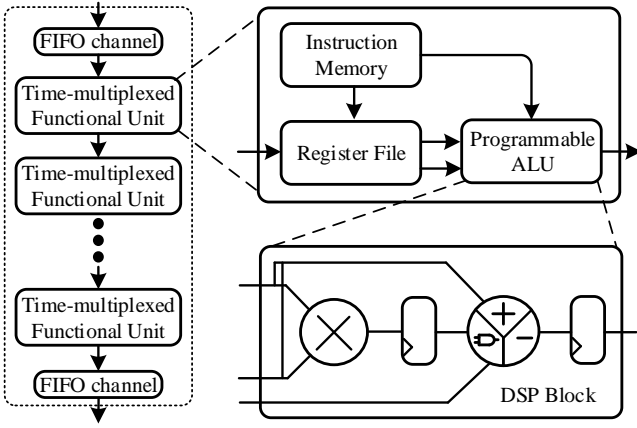 FIFO channel
Time-multiplexed
Functional Unit
Time-multiplexed
Functional Unit
Time-multiplexed
Functional Unit
FIFO channel
Instruction
Memory
Register File
Programmable
ALU
DSP Block